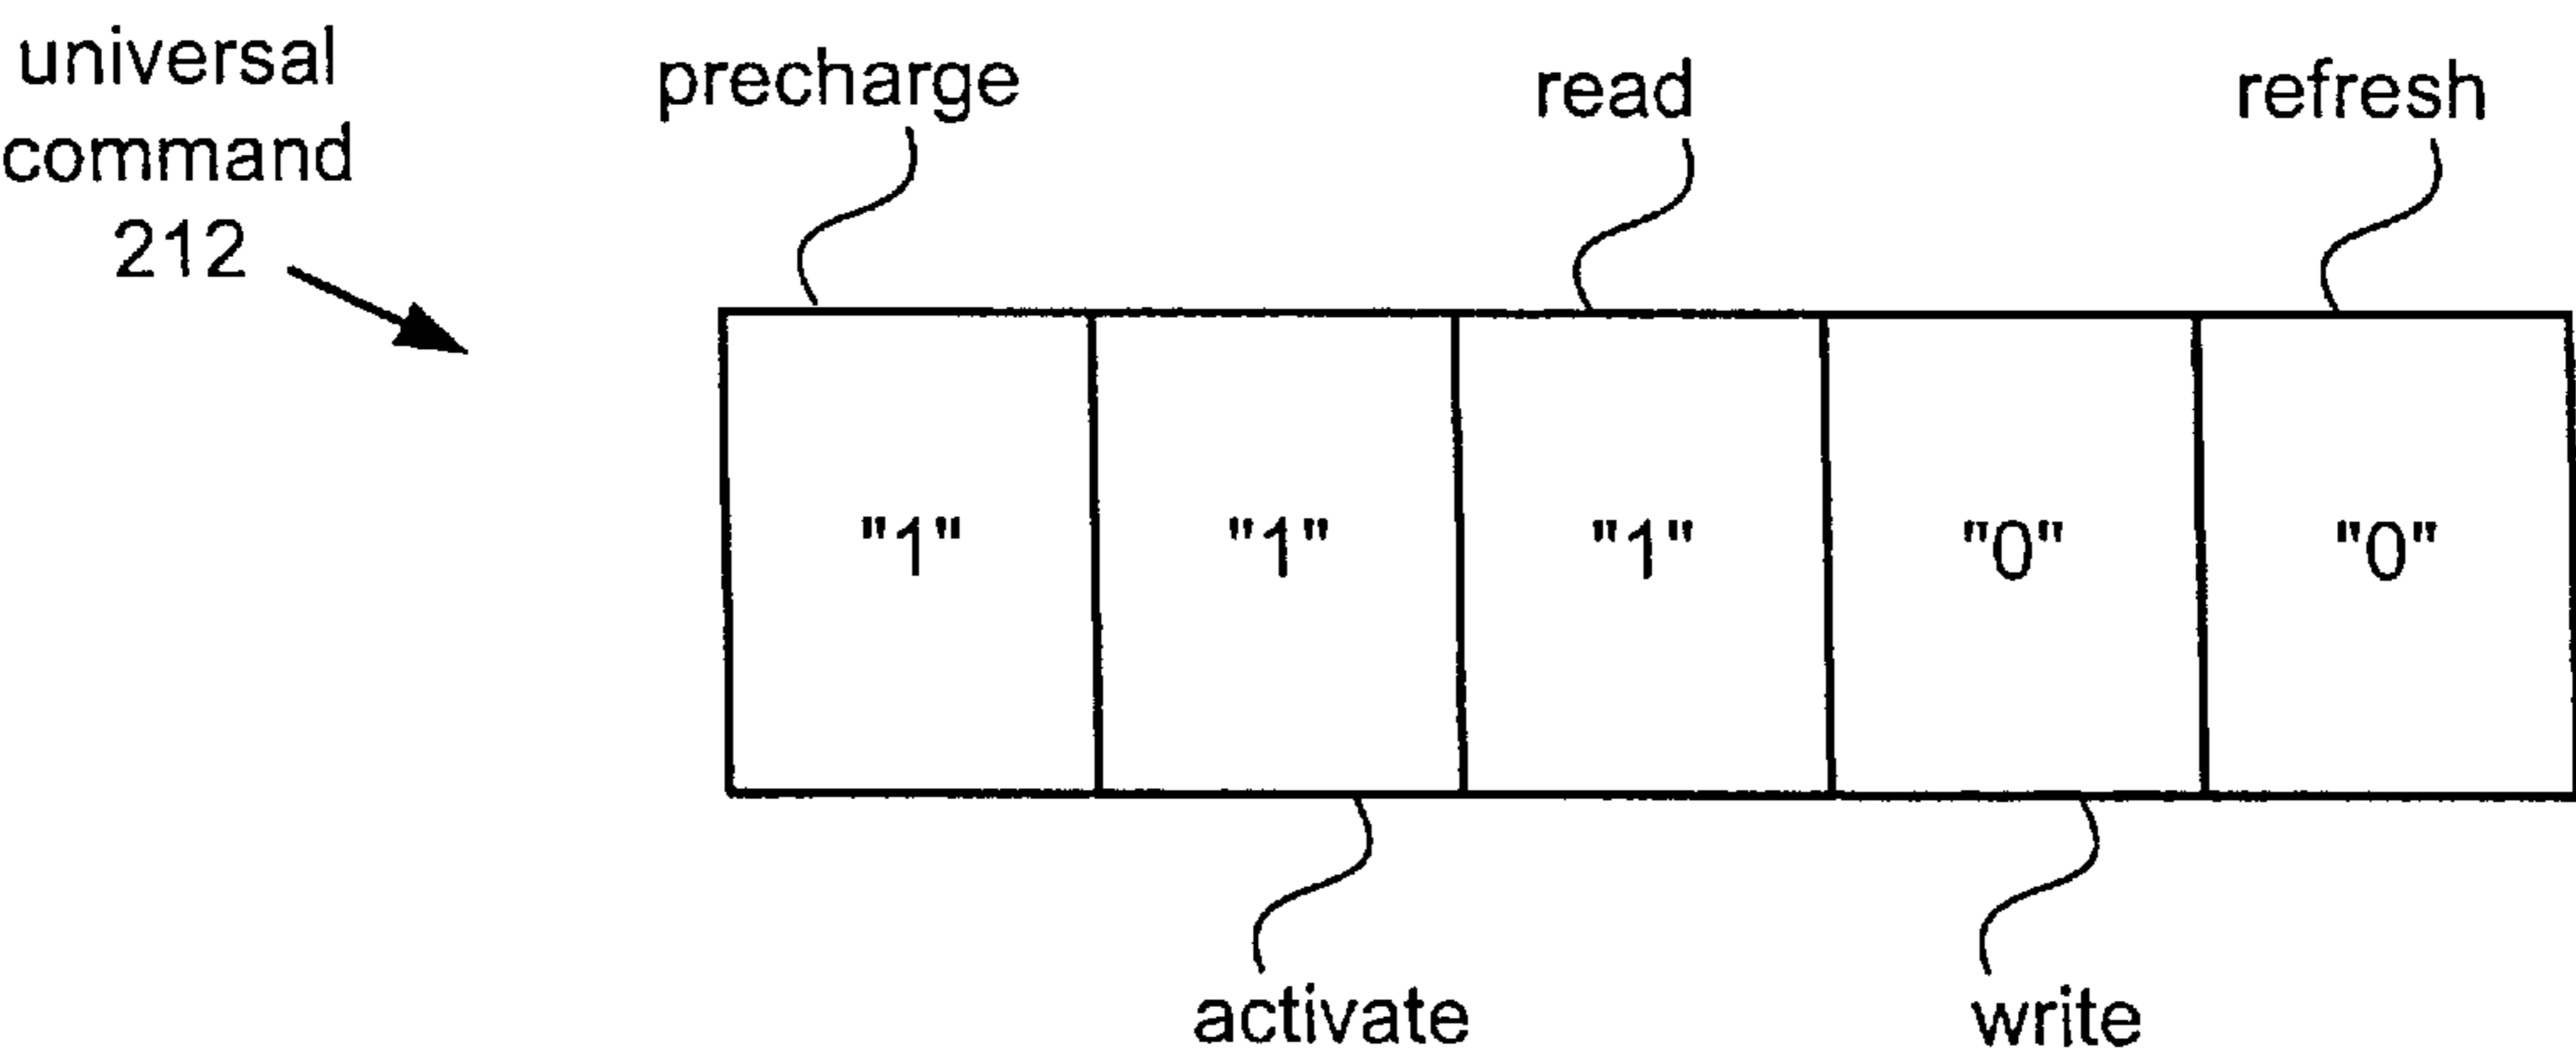 universal
command
212
precharge
read
refresh
"1" "1" "1" "0" "0"
activate
write